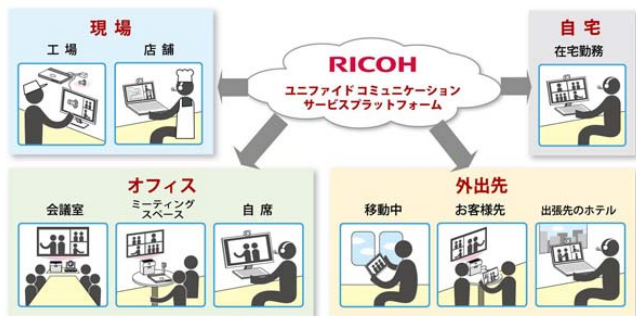 現場
工場
店舗
RICOH
ユニファイド コミュニケーション
サービスプラットフォーム
自宅
在宅勤務
オフィス
会議室
ミーティング
スペース
自席
外出先
移動中
お客様先
出張先のホテル